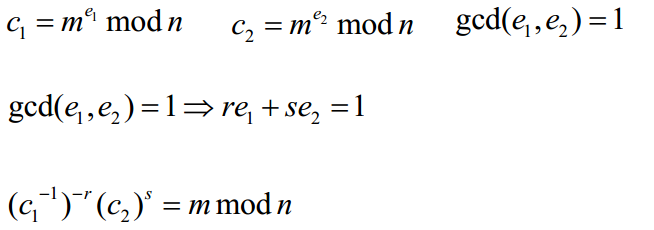 c₁ = m^{e₁} mod n   c₂ = m^{e₂} mod n   gcd(e₁,e₂) = 1
gcd(e₁,e₂) = 1 ⇒ re₁ + se₂ = 1
(c₁⁻¹)^{-r} (c₂)^{s} = m mod n